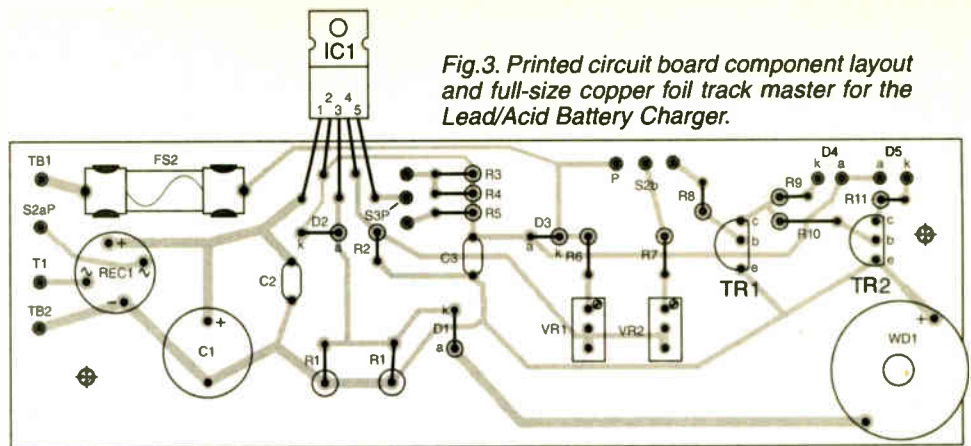 IC1
1 2 3 4 5
Fig.3. Printed circuit board component layout
and full-size copper foil track master for the
Lead/Acid Battery Charger.
TB1
FS2
S2aP
T1
TB2
+
~ REC1 ~
−
C1
+
C2
k D2 a
R2
S3P
R3
R4
R5
C3
D3
a k
R6
R7
VR1
VR2
R1
R1
k
D1
a
P
S2b
R8
R9
R10
R11
D4
k a
D5
a k
c
b
e
TR1
c
b
e
TR2
+
WD1